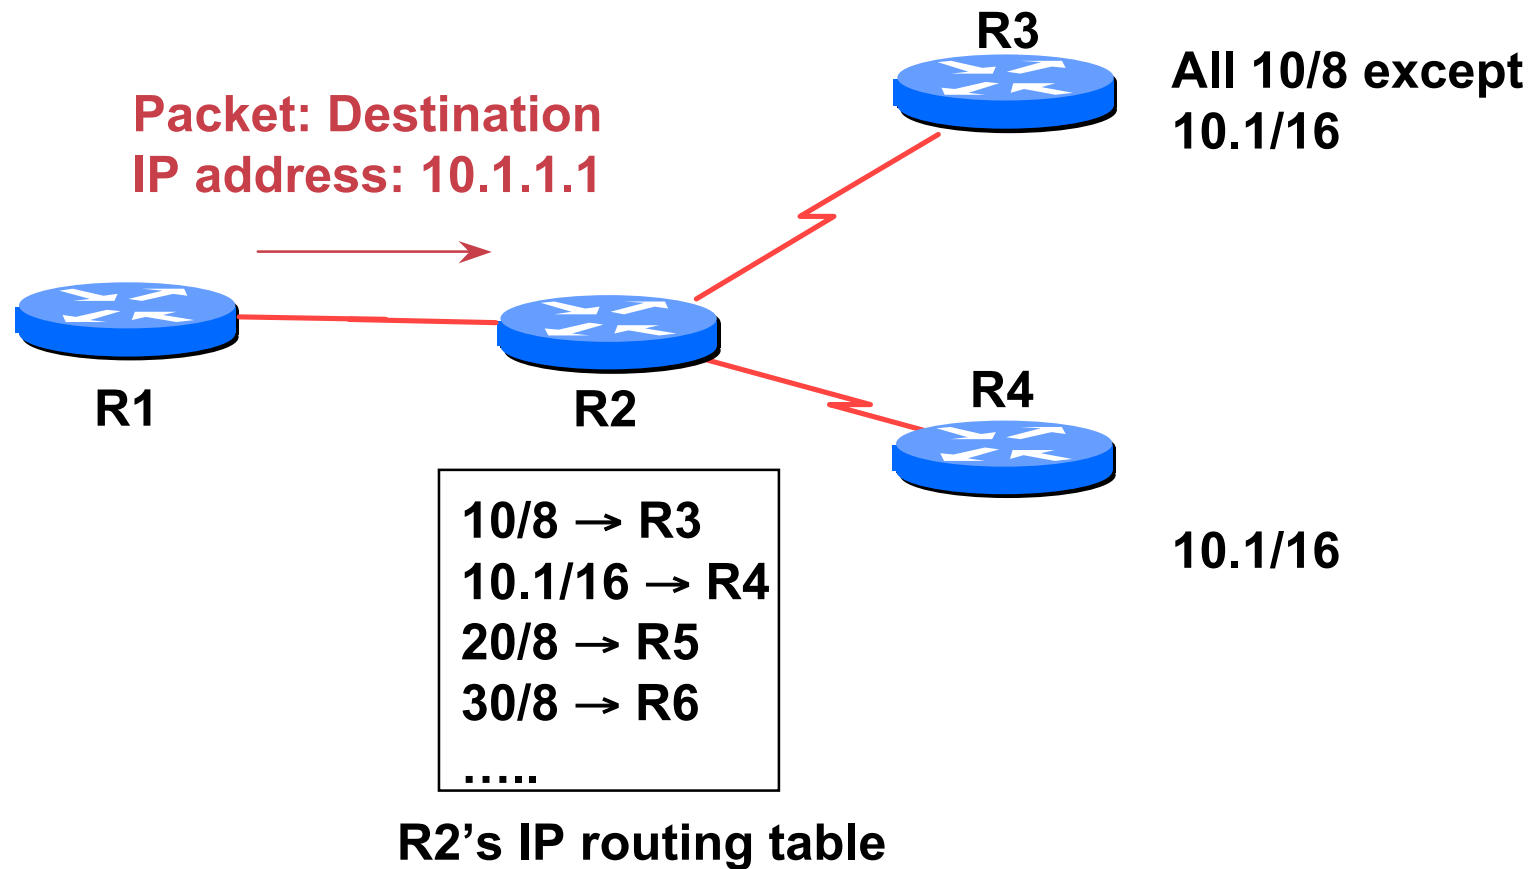 R3
All 10/8 except
10.1/16
Packet: Destination
IP address: 10.1.1.1
R1
R2
R4
10.1/16
10/8 → R3
10.1/16 → R4
20/8 → R5
30/8 → R6
…..
R2’s IP routing table